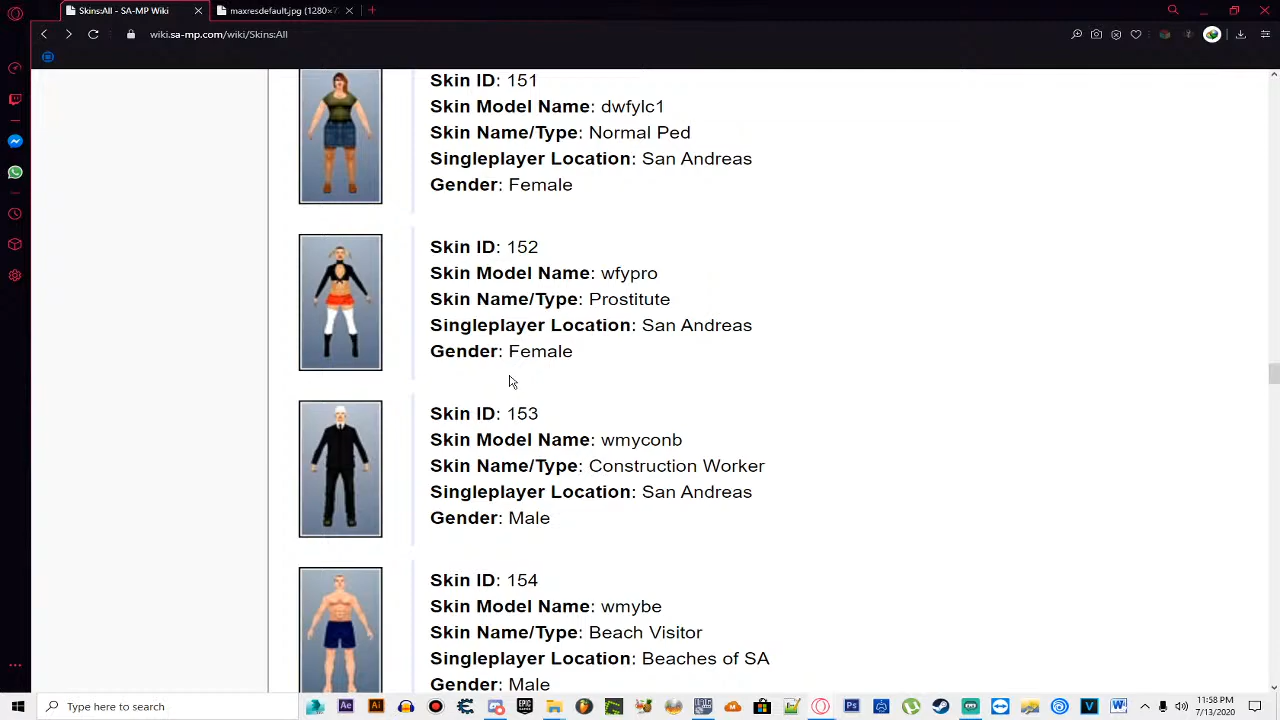 Skins:All - SA-MP Wiki
maxresdefault.jpg (1280×7
wiki.sa-mp.com/wiki/Skins:All
Skin ID: 151
Skin Model Name: dwfylc1
Skin Name/Type: Normal Ped
Singleplayer Location: San Andreas
Gender: Female
Skin ID: 152
Skin Model Name: wfypro
Skin Name/Type: Prostitute
Singleplayer Location: San Andreas
Gender: Female
Skin ID: 153
Skin Model Name: wmyconb
Skin Name/Type: Construction Worker
Singleplayer Location: San Andreas
Gender: Male
Skin ID: 154
Skin Model Name: wmybe
Skin Name/Type: Beach Visitor
Singleplayer Location: Beaches of SA
Gender: Male
Type here to search
Ae
Ai
EPIC GAMES
Ps
V
W
11:58 PM
7/13/2020